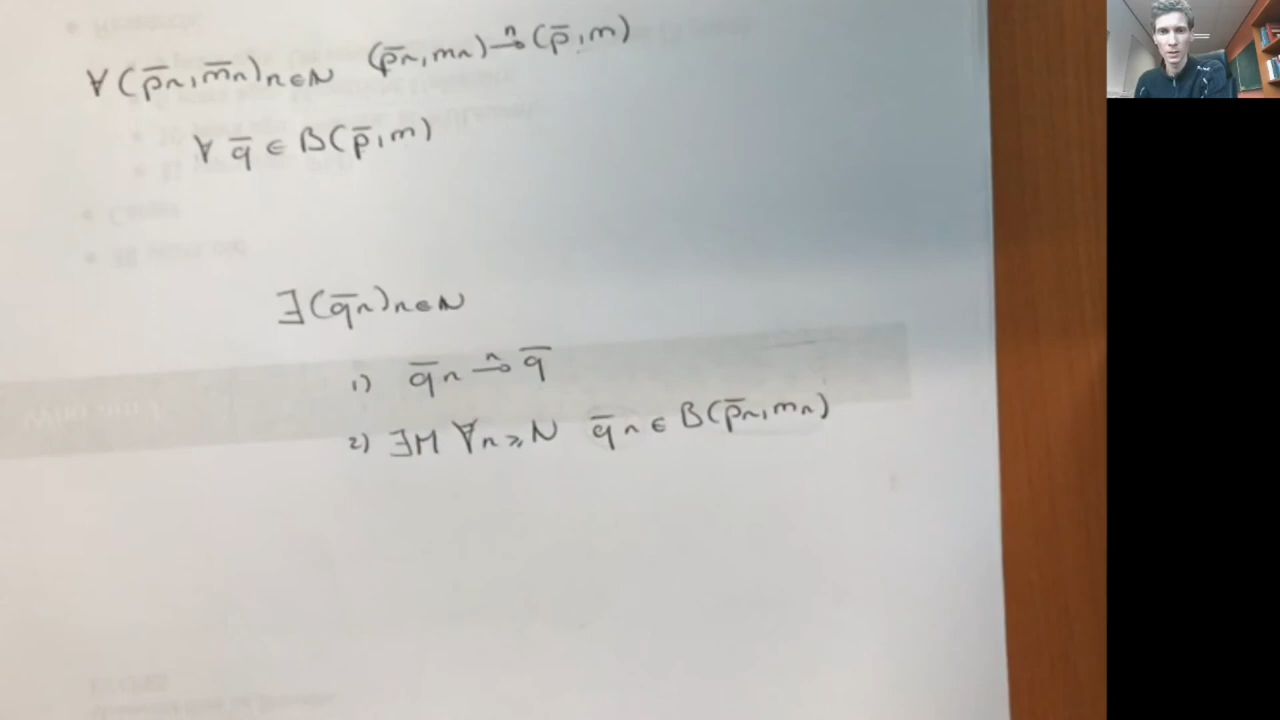 ∀ (p̄n, m̄n)n∈N (p̄n, mn) →ⁿ (p̄, m)
∀ q̄ ∈ B(p̄, m)
∃ (q̄n)n∈N
1) q̄n →ⁿ q̄
2) ∃M ∀n ⩾ N q̄n ∈ B(p̄n, mn)